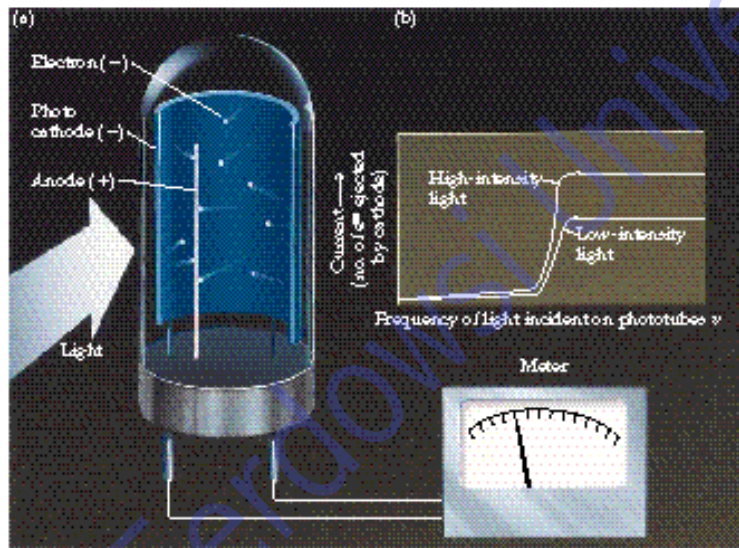 (a)
Electron (−)
Photo
cathode (−)
Anode (+)
Light
(b)
Current →
(no. of e⁻ ejected
by cathode)
High-intensity
light
Low-intensity
light
Frequency of light incident on phototubes ν
Meter